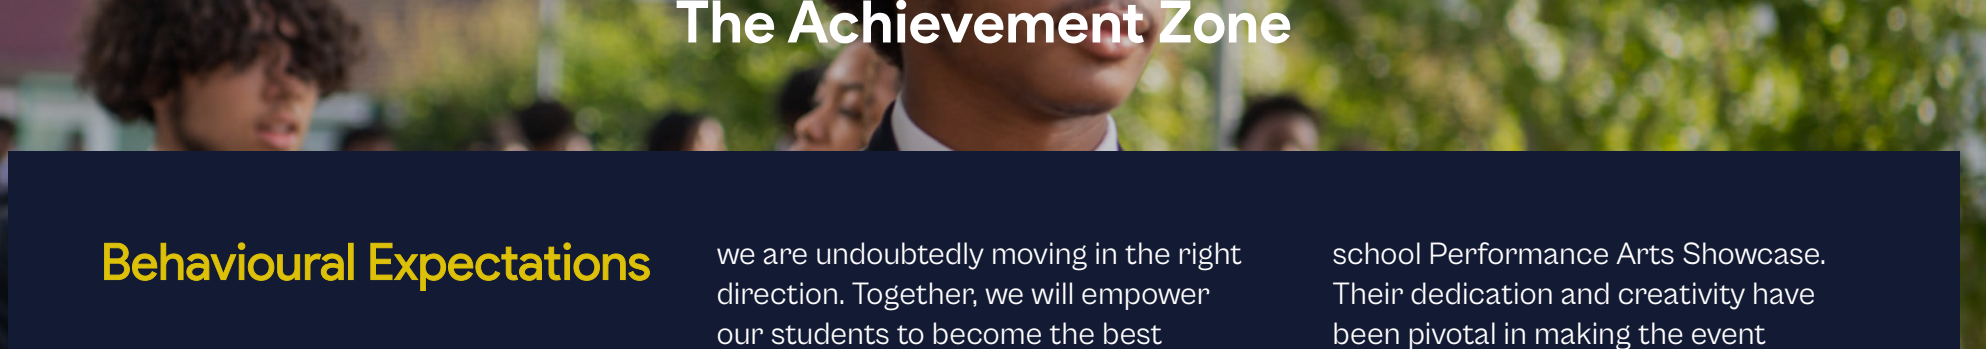 The Achievement Zone
Behavioural Expectations
we are undoubtedly moving in the right
direction. Together, we will empower
our students to become the best
school Performance Arts Showcase.
Their dedication and creativity have
been pivotal in making the event